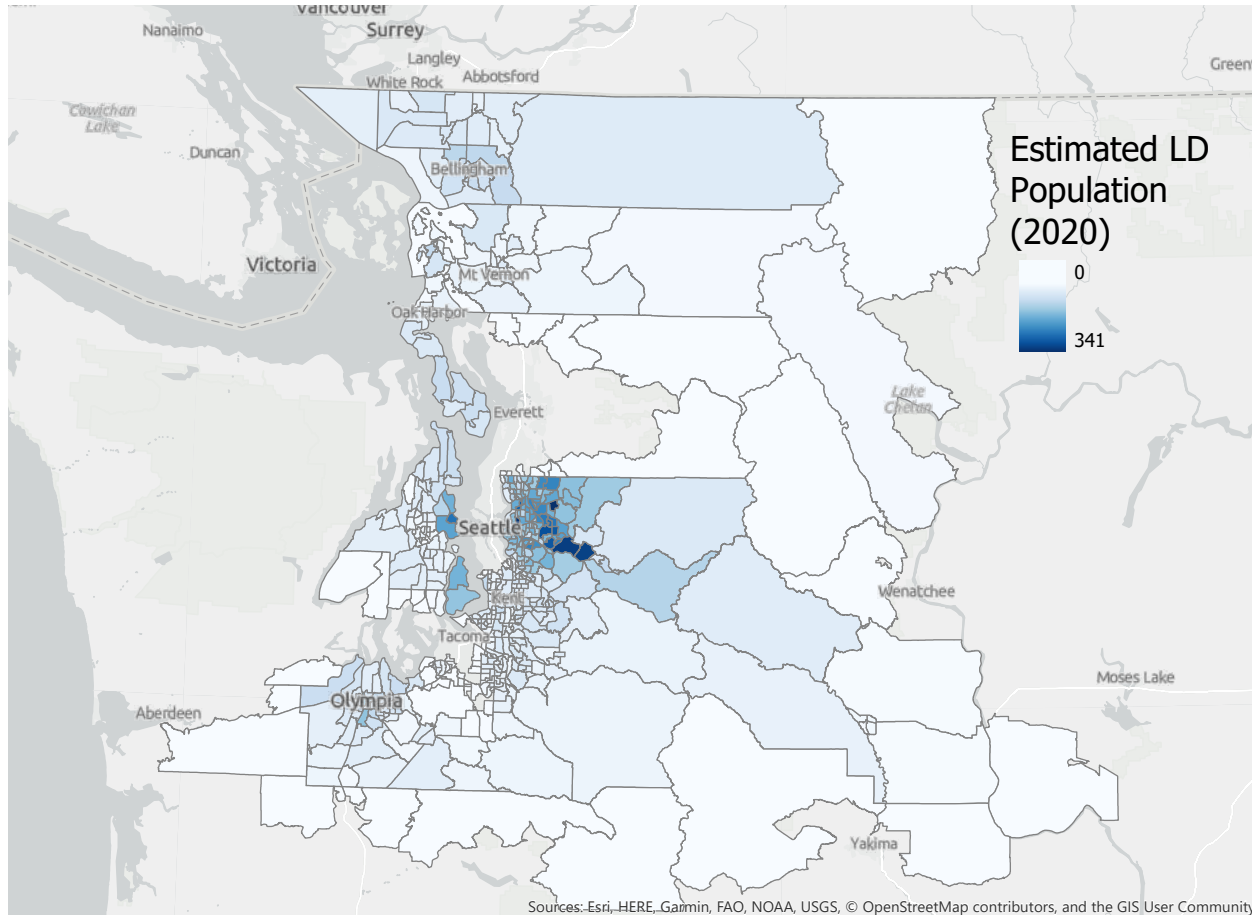 Vancouver
Nanaimo
Surrey
Langley
Abbotsford
White Rock
Cowichan
Lake
Duncan
Bellingham
Estimated LD
Population
(2020)
0
341
Victoria
Mt Vernon
Oak Harbor
Everett
Lake
Chelan
Seattle
Wenatchee
Kent
Tacoma
Moses Lake
Olympia
Aberdeen
Yakima
Sources: Esri, HERE, Garmin, FAO, NOAA, USGS, © OpenStreetMap contributors, and the GIS User Community